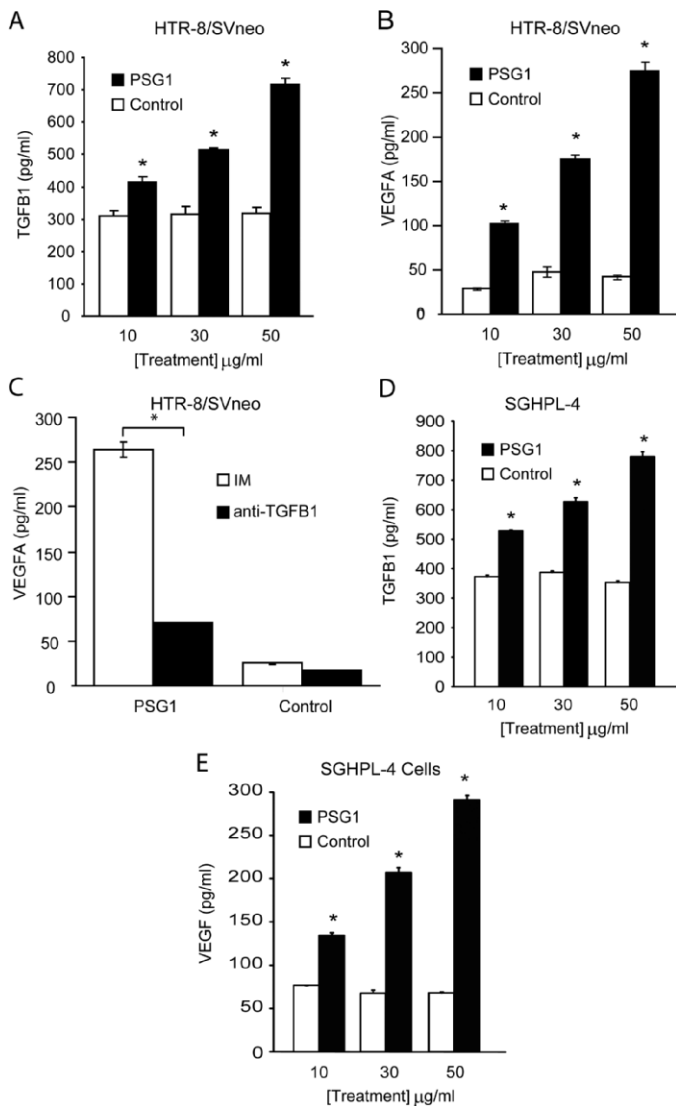 A
HTR-8/SVneo
TGFB1 (pg/ml)
800
700
600
500
400
300
200
100
0
PSG1
Control
*
*
*
10 30 50
[Treatment] μg/ml
B
HTR-8/SVneo
VEGFA (pg/ml)
300
250
200
150
100
50
0
PSG1
Control
*
*
*
10 30 50
[Treatment] μg/ml
C
HTR-8/SVneo
VEGFA (pg/ml)
300
250
200
150
100
50
0
*
IM
anti-TGFB1
PSG1 Control
D
SGHPL-4
TGFB1 (pg/ml)
900
800
700
600
500
400
300
200
100
0
PSG1
Control
*
*
*
10 30 50
[Treatment] μg/ml
E
SGHPL-4 Cells
VEGF (pg/ml)
300
250
200
150
100
50
0
PSG1
Control
*
*
*
10 30 50
[Treatment] μg/ml